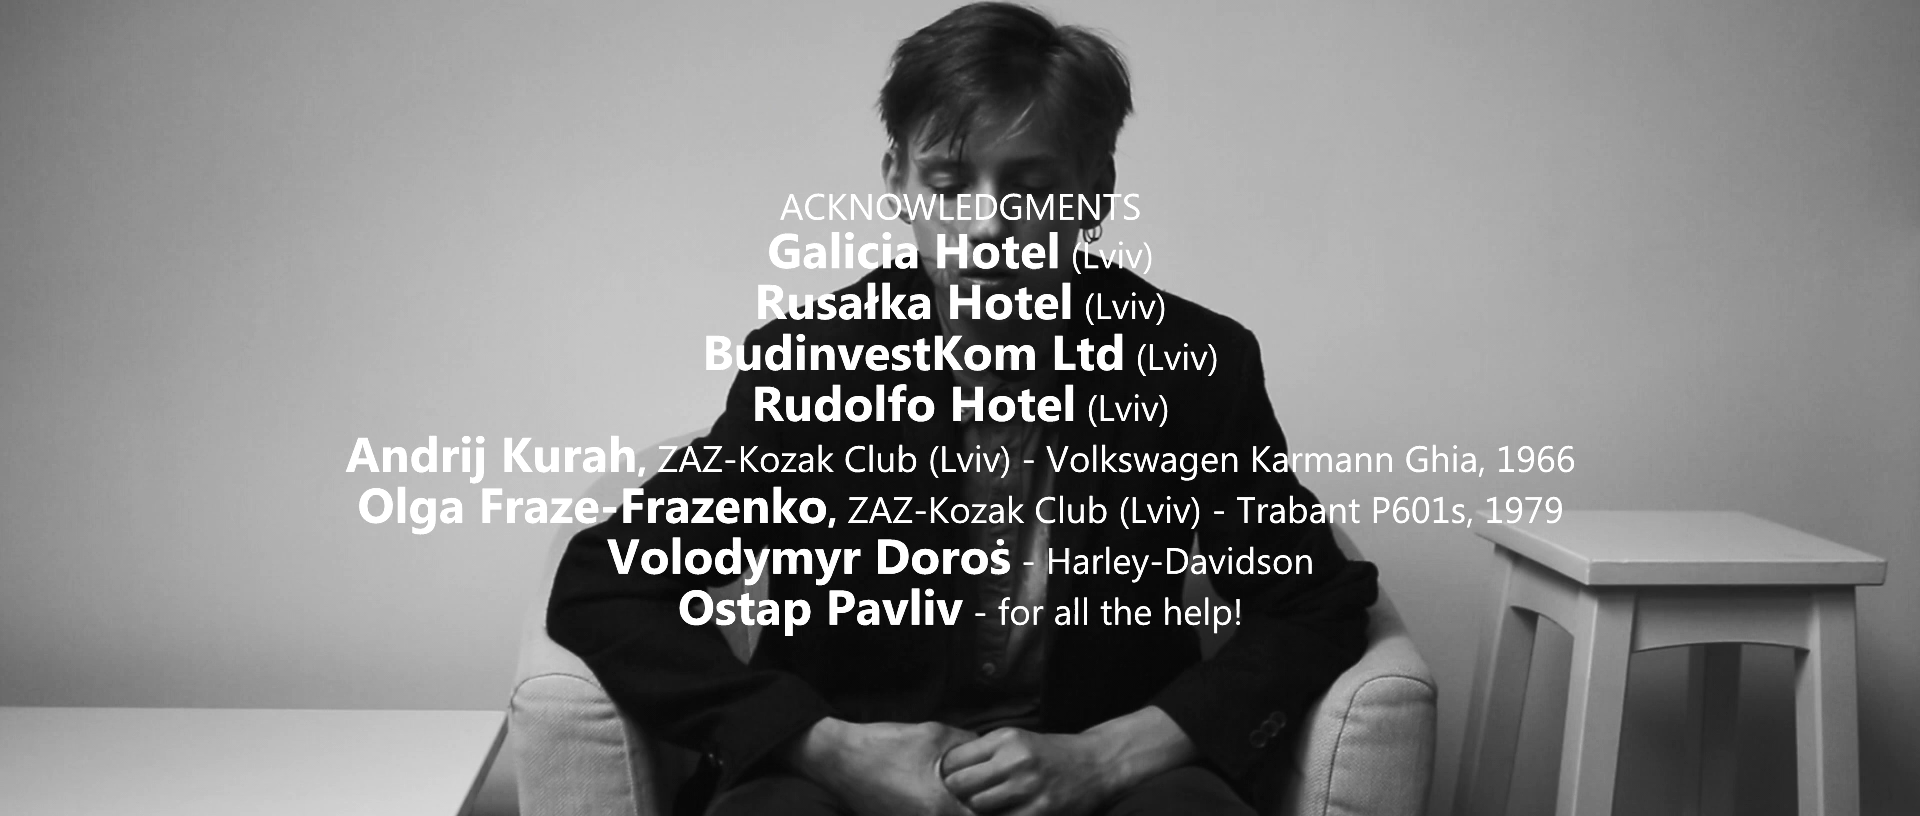 ACKNOWLEDGMENTS
Galicia Hotel (Lviv)
Rusałka Hotel (Lviv)
BudinvestKom Ltd (Lviv)
Rudolfo Hotel (Lviv)
Andrij Kurah, ZAZ-Kozak Club (Lviv) - Volkswagen Karmann Ghia, 1966
Olga Fraze-Frazenko, ZAZ-Kozak Club (Lviv) - Trabant P601s, 1979
Volodymyr Doroṡ - Harley-Davidson
Ostap Pavliv - for all the help!